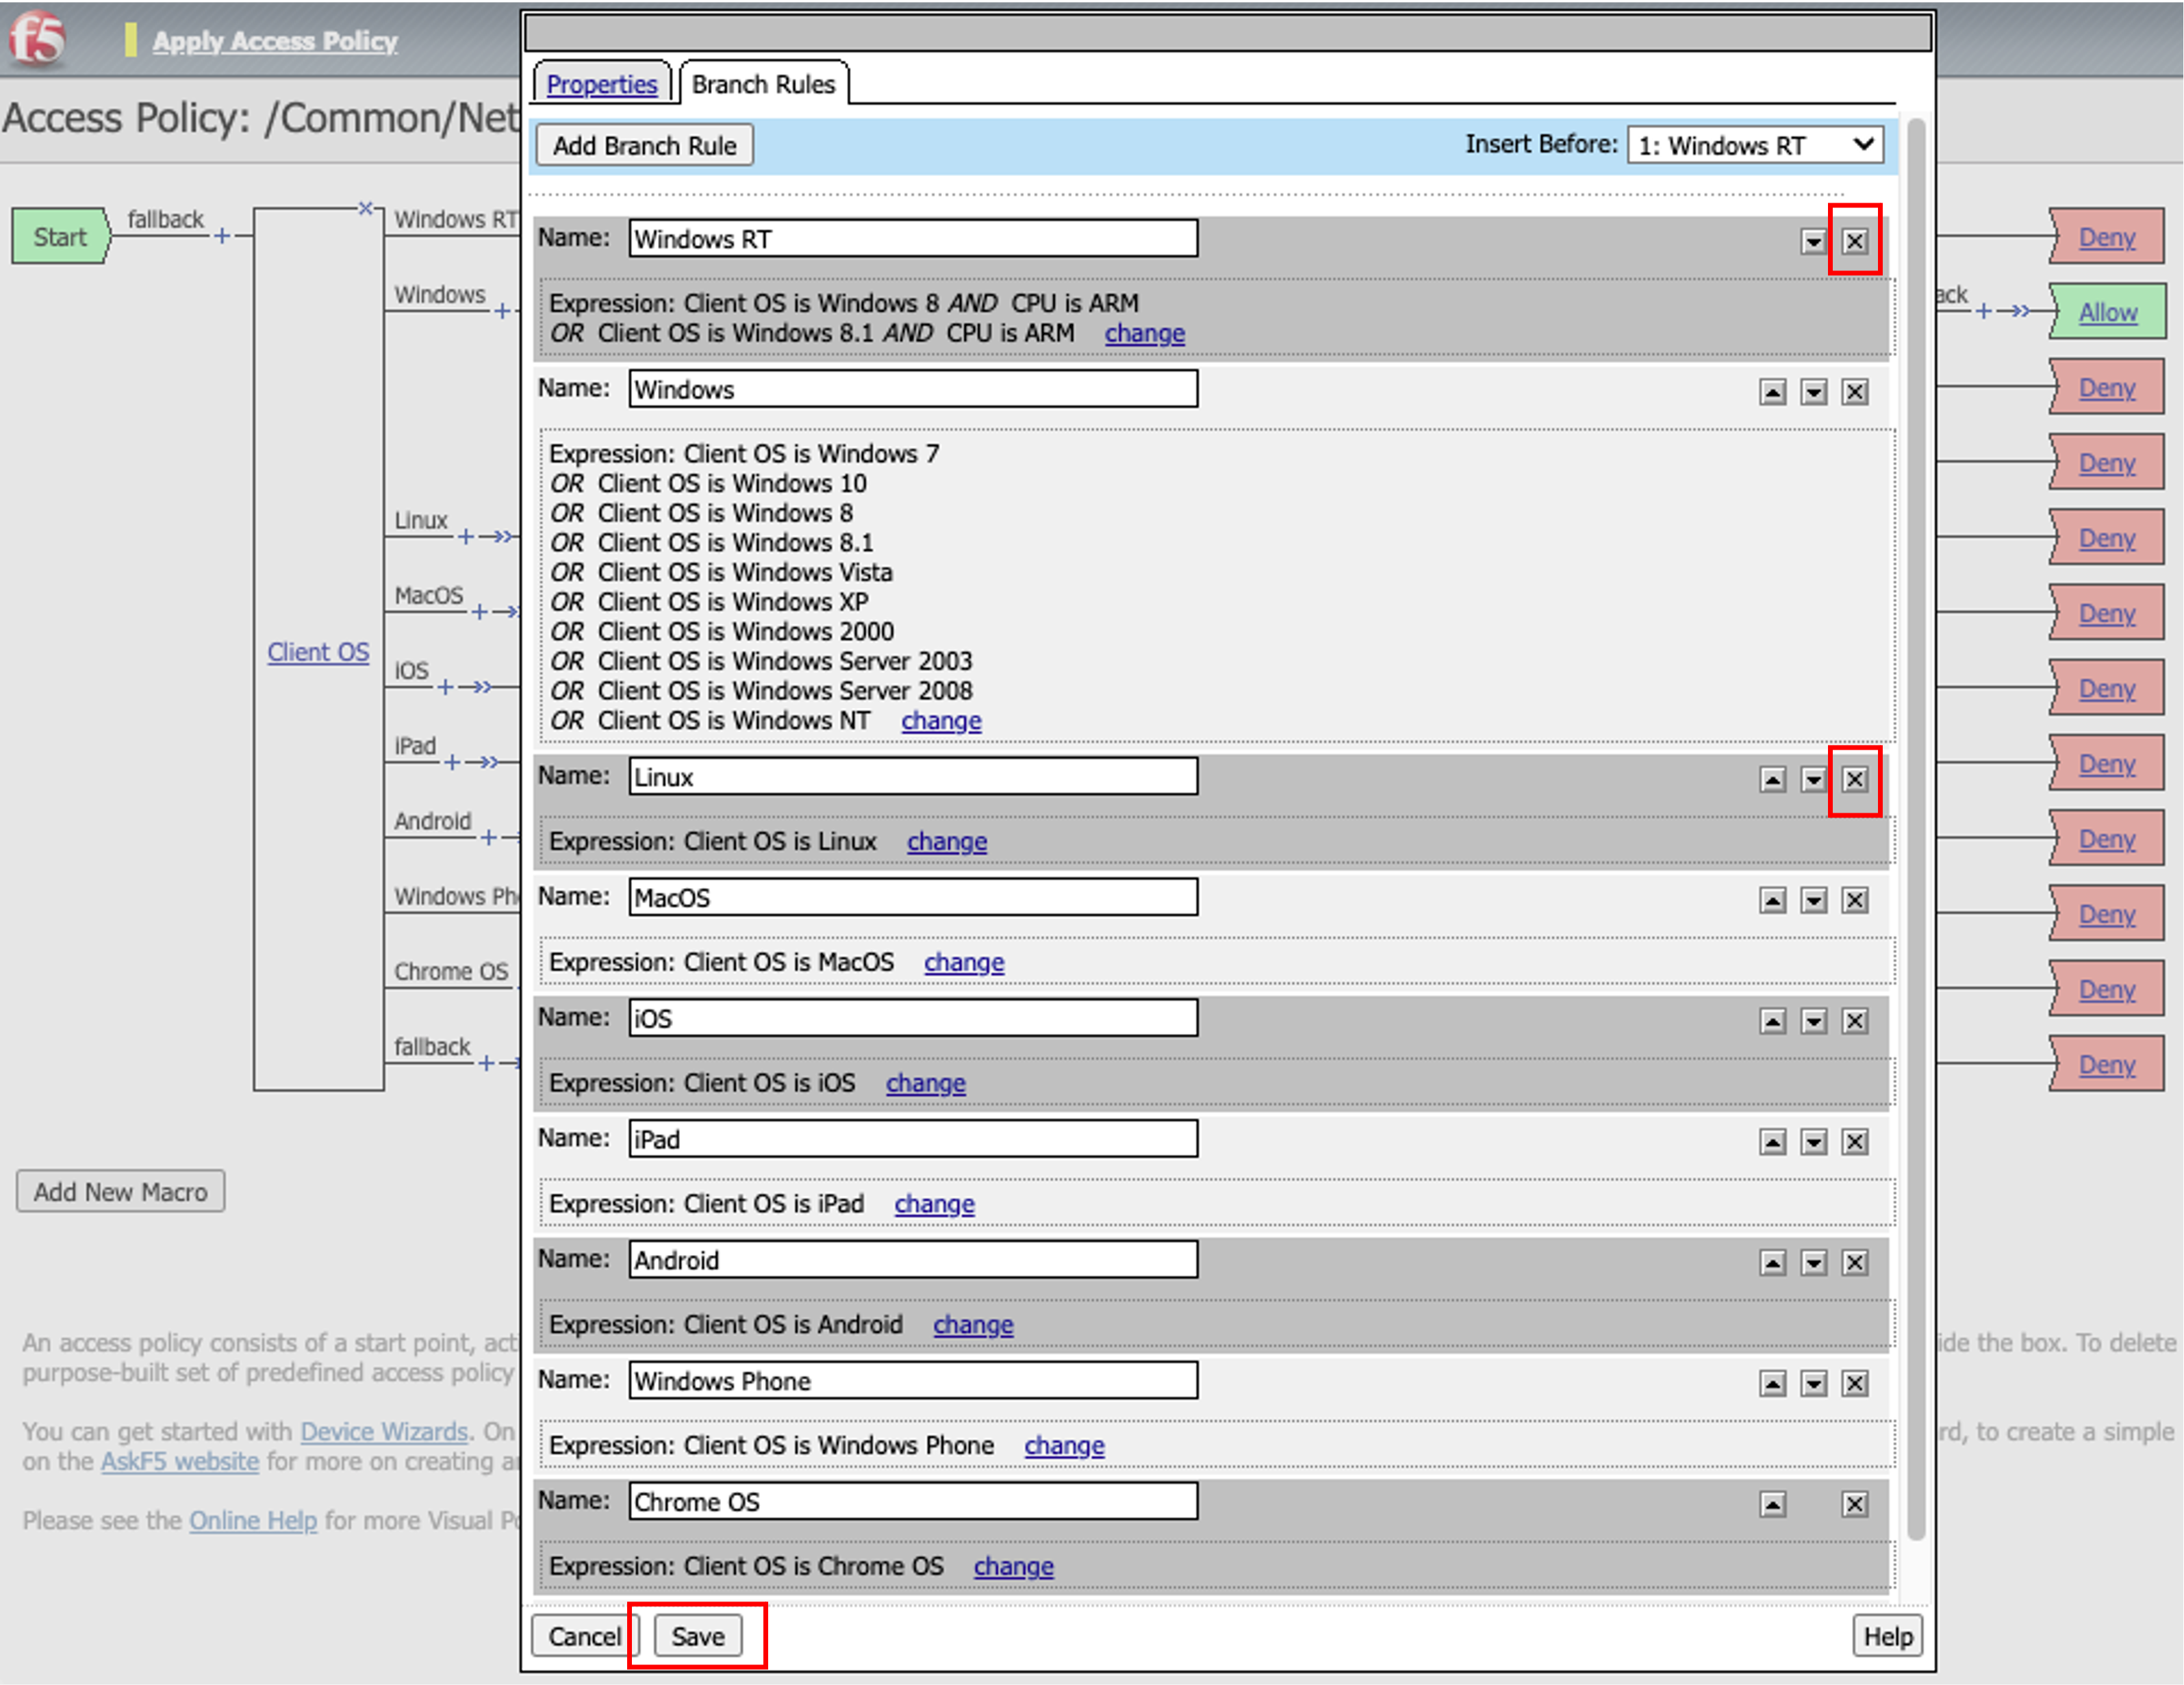 f5 Apply Access Policy
Access Policy: /Common/Net
Start
fallback
Client OS
Windows RT
Windows
Linux
MacOS
iOS
iPad
Android
Windows Pho
Chrome OS
fallback
Add New Macro
An access policy consists of a start point, acti
purpose-built set of predefined access policy
You can get started with Device Wizards. On
on the AskF5 website for more on creating a
Please see the Online Help for more Visual Po
Properties
Branch Rules
Add Branch Rule
Insert Before: 1: Windows RT
Name: Windows RT
Expression: Client OS is Windows 8 AND CPU is ARM
OR Client OS is Windows 8.1 AND CPU is ARM change
Name: Windows
Expression: Client OS is Windows 7
OR Client OS is Windows 10
OR Client OS is Windows 8
OR Client OS is Windows 8.1
OR Client OS is Windows Vista
OR Client OS is Windows XP
OR Client OS is Windows 2000
OR Client OS is Windows Server 2003
OR Client OS is Windows Server 2008
OR Client OS is Windows NT change
Name: Linux
Expression: Client OS is Linux change
Name: MacOS
Expression: Client OS is MacOS change
Name: iOS
Expression: Client OS is iOS change
Name: iPad
Expression: Client OS is iPad change
Name: Android
Expression: Client OS is Android change
Name: Windows Phone
Expression: Client OS is Windows Phone change
Name: Chrome OS
Expression: Client OS is Chrome OS change
Cancel Save Help
Deny
ack Allow
Deny
Deny
Deny
Deny
Deny
Deny
Deny
Deny
Deny
Deny
ide the box. To delete
rd, to create a simple